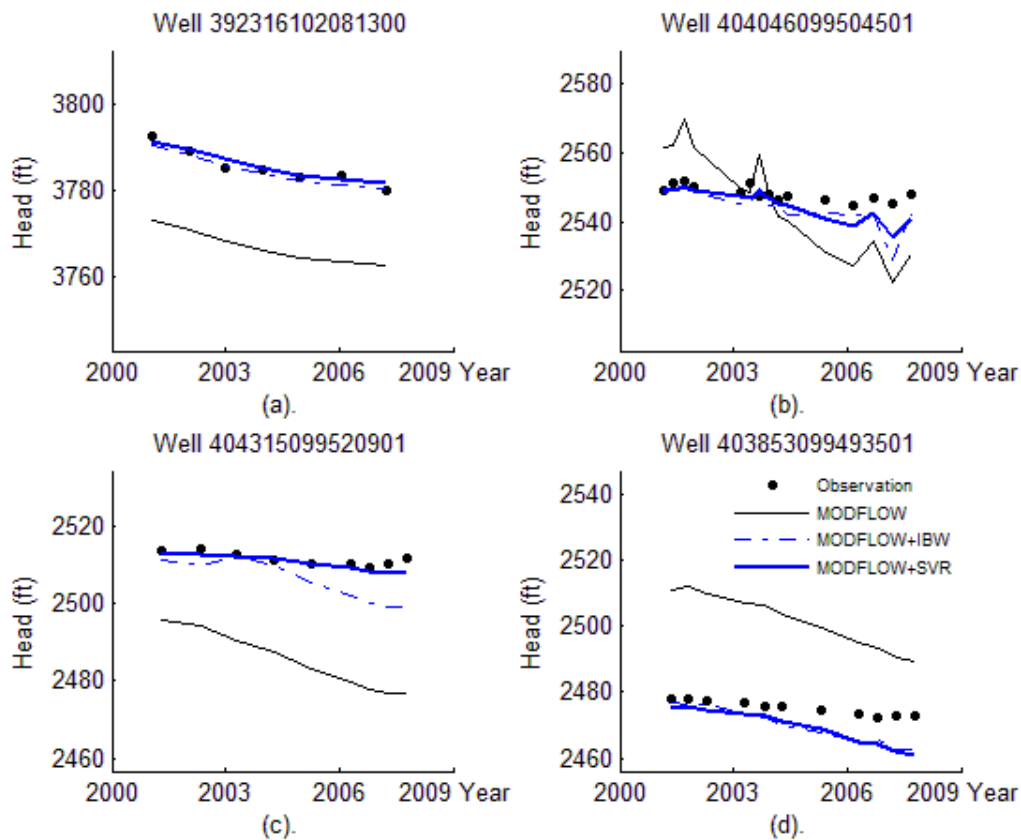 Well 392316102081300
3800
3780
3760
Head (ft)
2000 2003 2006 2009 Year
(a).
Well 404046099504501
2580
2560
2540
2520
Head (ft)
2000 2003 2006 2009 Year
(b).
Well 404315099520901
2520
2500
2480
2460
Head (ft)
2000 2003 2006 2009 Year
(c).
Well 403853099493501
2540
2520
2500
2480
2460
Head (ft)
Observation
MODFLOW
MODFLOW+IBW
MODFLOW+SVR
2000 2003 2006 2009 Year
(d).